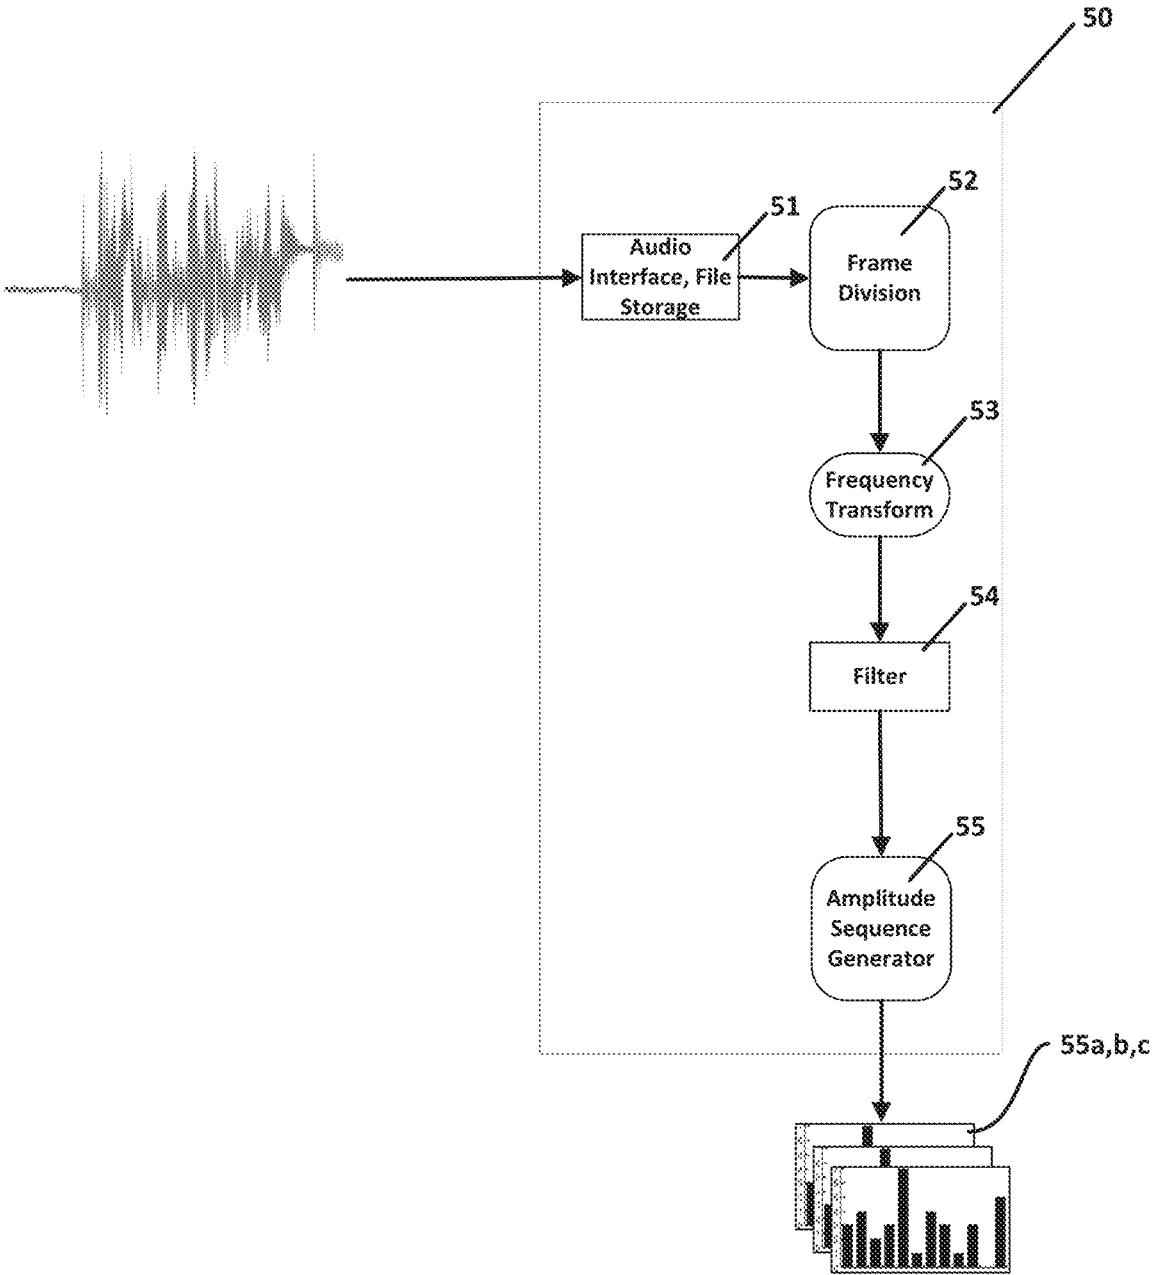 50
51
Audio
Interface, File
Storage
52
Frame
Division
53
Frequency
Transform
54
Filter
55
Amplitude
Sequence
Generator
55a,b,c